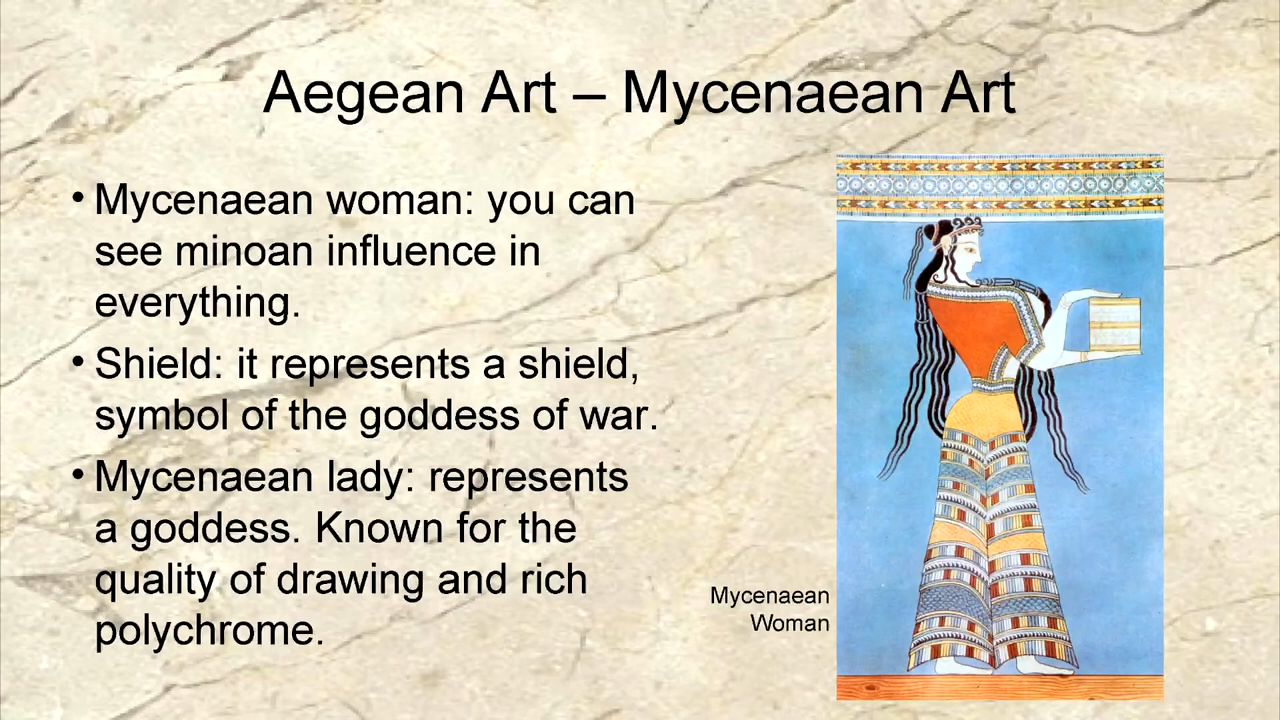 Aegean Art – Mycenaean Art
• Mycenaean woman: you can
see minoan influence in
everything.
• Shield: it represents a shield,
symbol of the goddess of war.
• Mycenaean lady: represents
a goddess. Known for the
quality of drawing and rich
polychrome.
Mycenaean
Woman